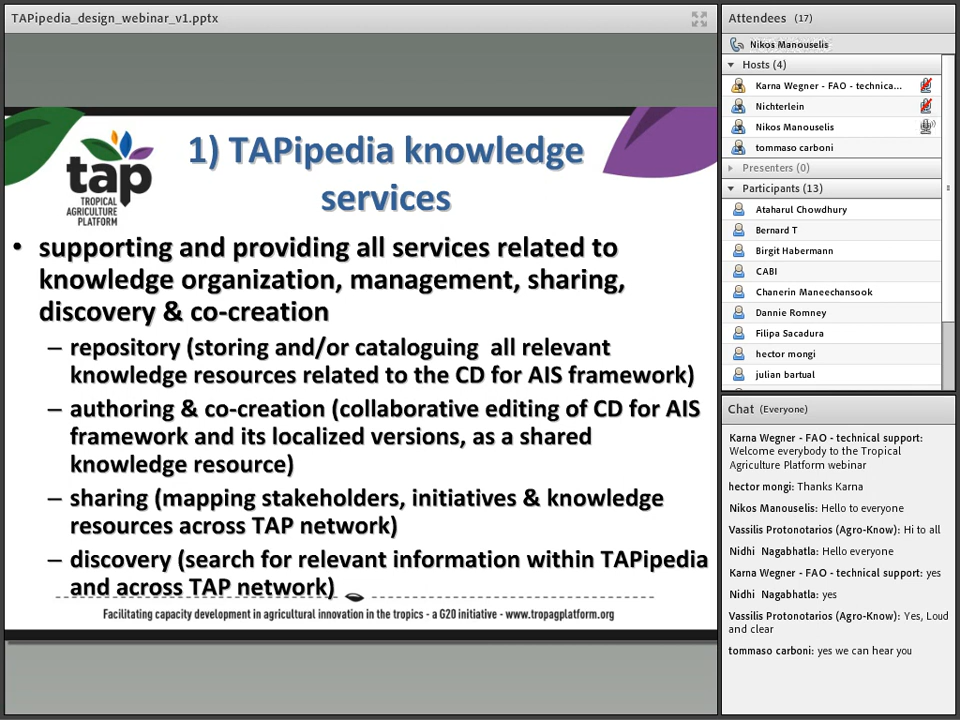 TAPipedia_design_webinar_v1.pptx
tap
TROPICAL
AGRICULTURE
PLATFORM
1) TAPipedia knowledge
services
• supporting and providing all services related to
knowledge organization, management, sharing,
discovery & co-creation
– repository (storing and/or cataloguing all relevant
knowledge resources related to the CD for AIS framework)
– authoring & co-creation (collaborative editing of CD for AIS
framework and its localized versions, as a shared
knowledge resource)
– sharing (mapping stakeholders, initiatives & knowledge
resources across TAP network)
– discovery (search for relevant information within TAPipedia
and across TAP network)
Facilitating capacity development in agricultural innovation in the tropics - a G20 initiative - www.tropagplatform.org
Attendees (17)
Nikos Manouselis
Hosts (4)
Karna Wegner - FAO - technica...
Nichterlein
Nikos Manouselis
tommaso carboni
Presenters (0)
Participants (13)
Ataharul Chowdhury
Bernard T
Birgit Habermann
CABI
Chanerin Maneechansook
Dannie Romney
Filipa Sacadura
hector mongi
julian bartual
Chat (Everyone)
Karna Wegner - FAO - technical support:
Welcome everybody to the Tropical
Agriculture Platform webinar
hector mongi: Thanks Karna
Nikos Manouselis: Hello to everyone
Vassilis Protonotarios (Agro-Know): Hi to all
Nidhi Nagabhatla: Hello everyone
Karna Wegner - FAO - technical support: yes
Nidhi Nagabhatla: yes
Vassilis Protonotarios (Agro-Know): Yes, Loud
and clear
tommaso carboni: yes we can hear you